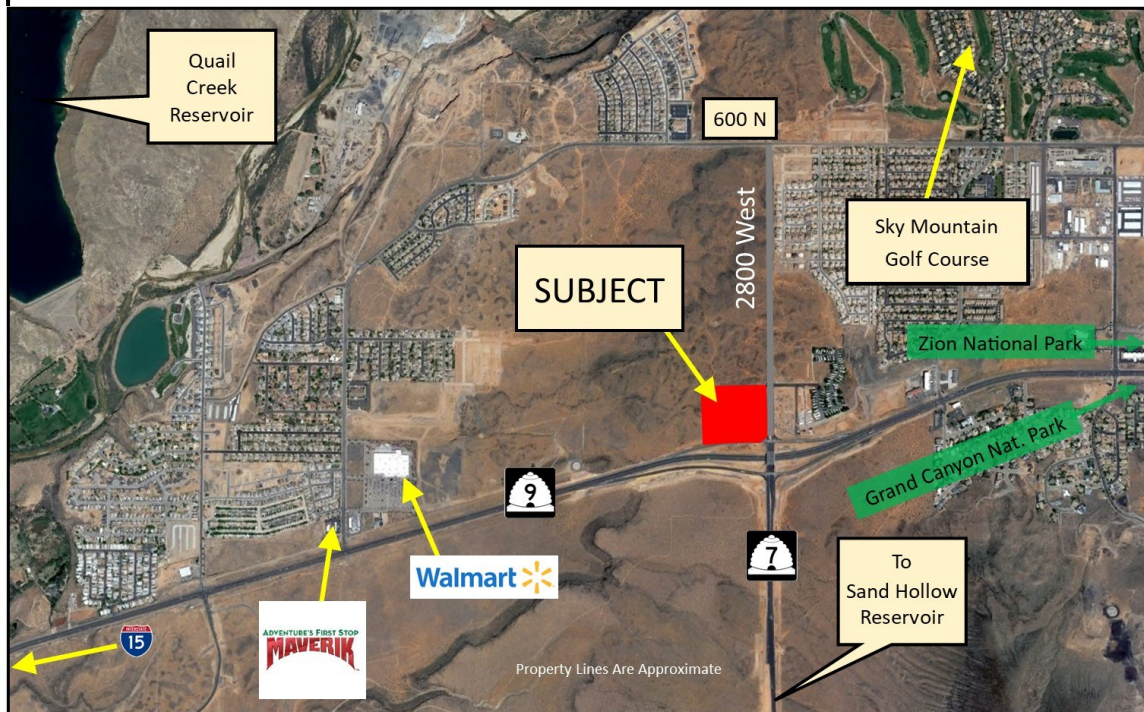 Quail
Creek
Reservoir
600 N
2800 West
Sky Mountain
Golf Course
SUBJECT
Zion National Park
Grand Canyon Nat. Park
9
7
Walmart
To
Sand Hollow
Reservoir
INTERSTATE
15
ADVENTURE'S FIRST STOP
MAVERIK
Property Lines Are Approximate